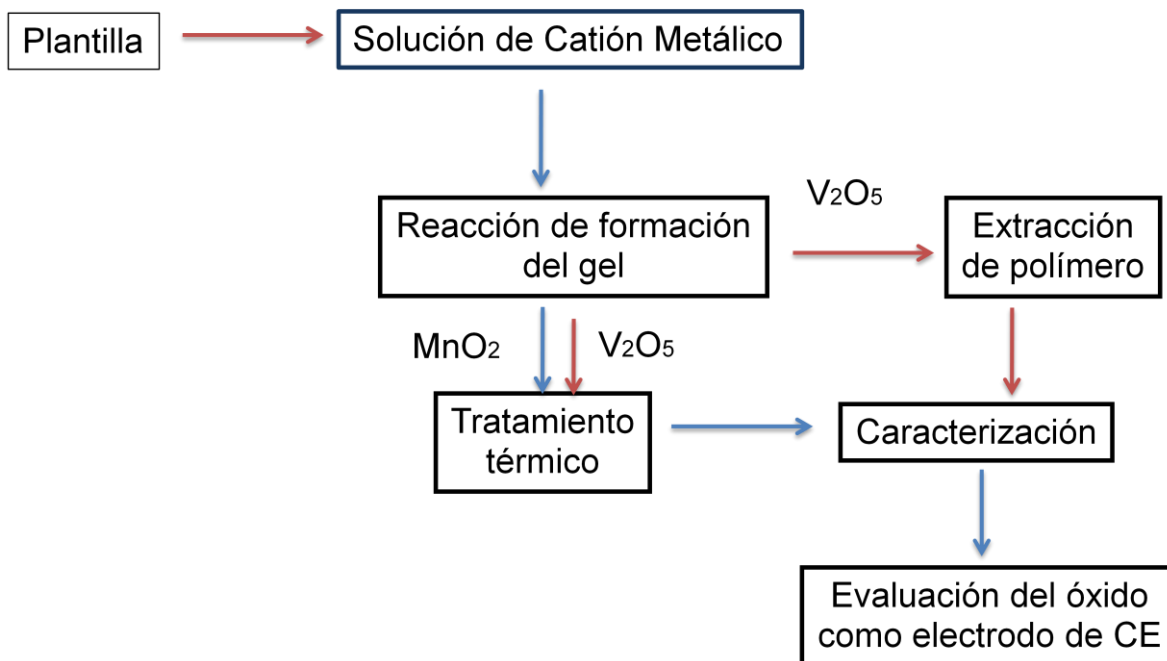 Plantilla
Solución de Catión Metálico
Reacción de formación
del gel
V2O5
Extracción
de polímero
MnO2
V2O5
Tratamiento
térmico
Caracterización
Evaluación del óxido
como electrodo de CE